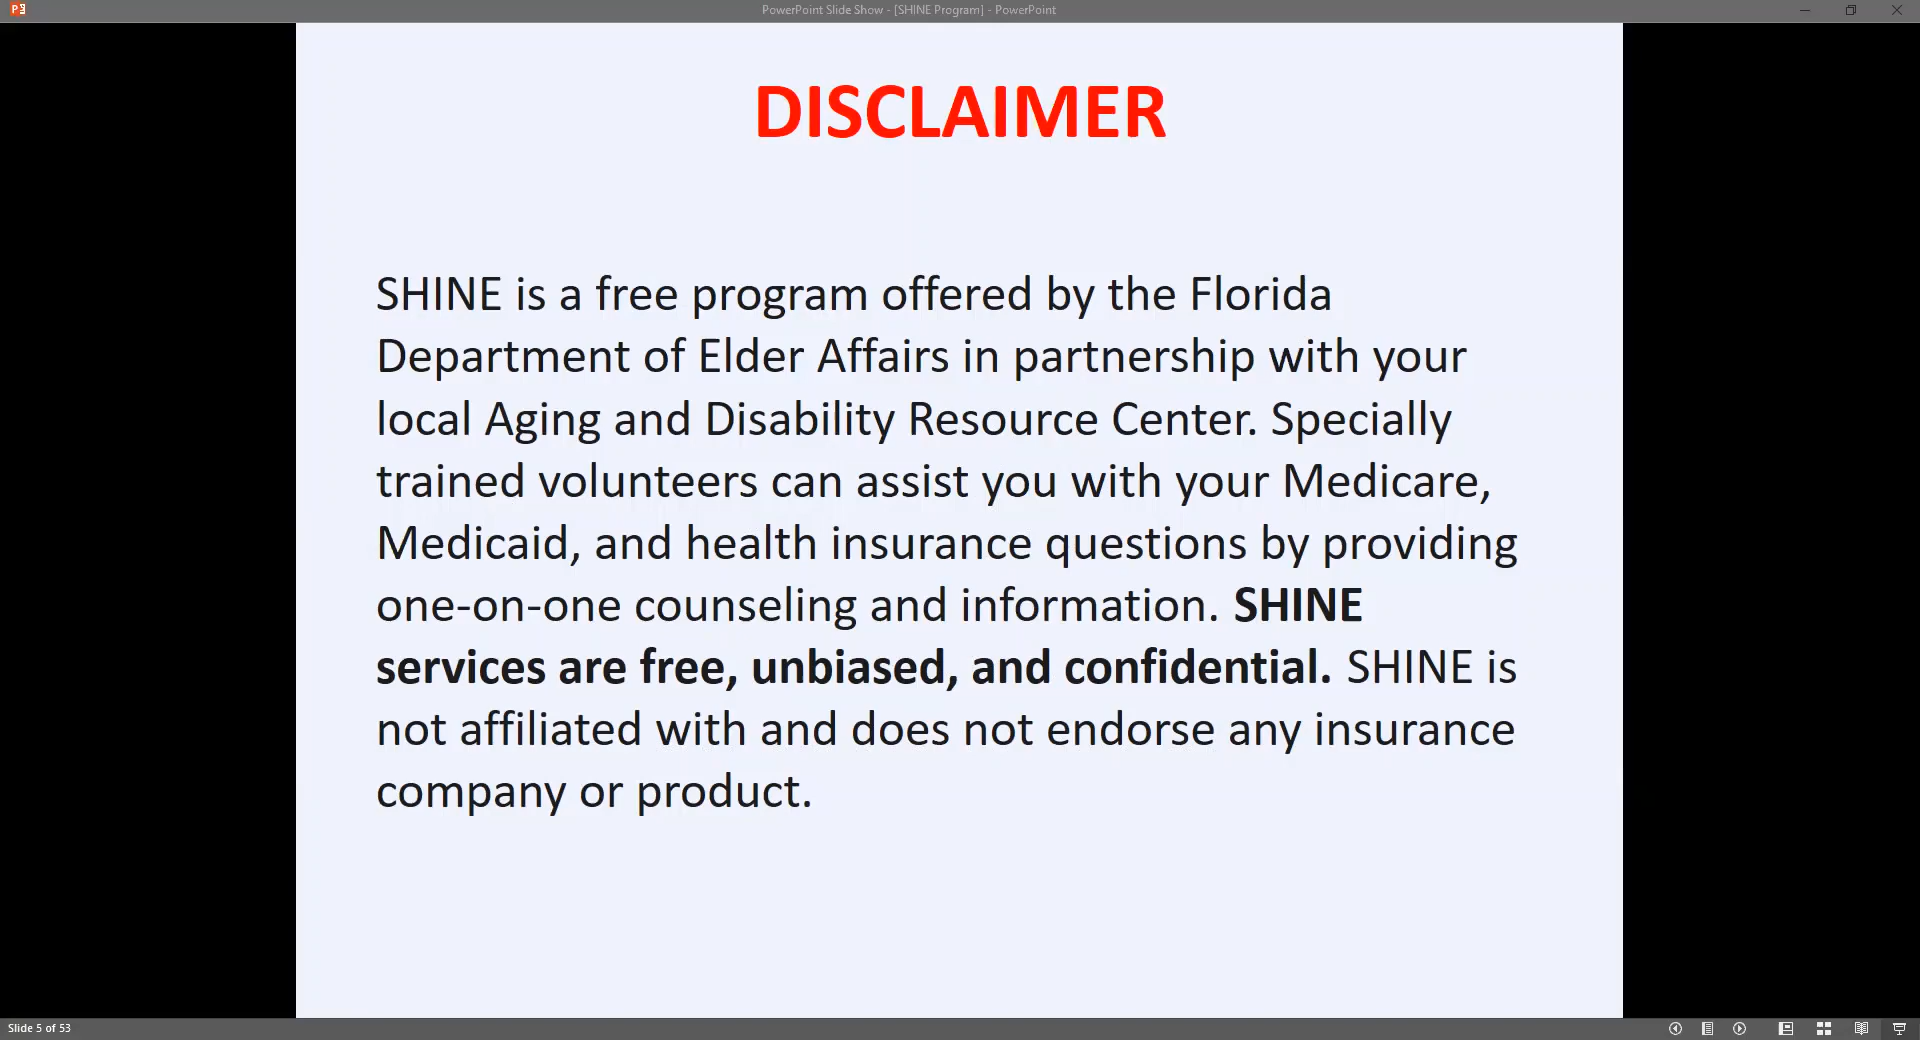 PowerPoint Slide Show - [SHINE Program] - PowerPoint
DISCLAIMER
SHINE is a free program offered by the Florida
Department of Elder Affairs in partnership with your
local Aging and Disability Resource Center. Specially
trained volunteers can assist you with your Medicare,
Medicaid, and health insurance questions by providing
one-on-one counseling and information. SHINE
services are free, unbiased, and confidential. SHINE is
not affiliated with and does not endorse any insurance
company or product.
Slide 5 of 53